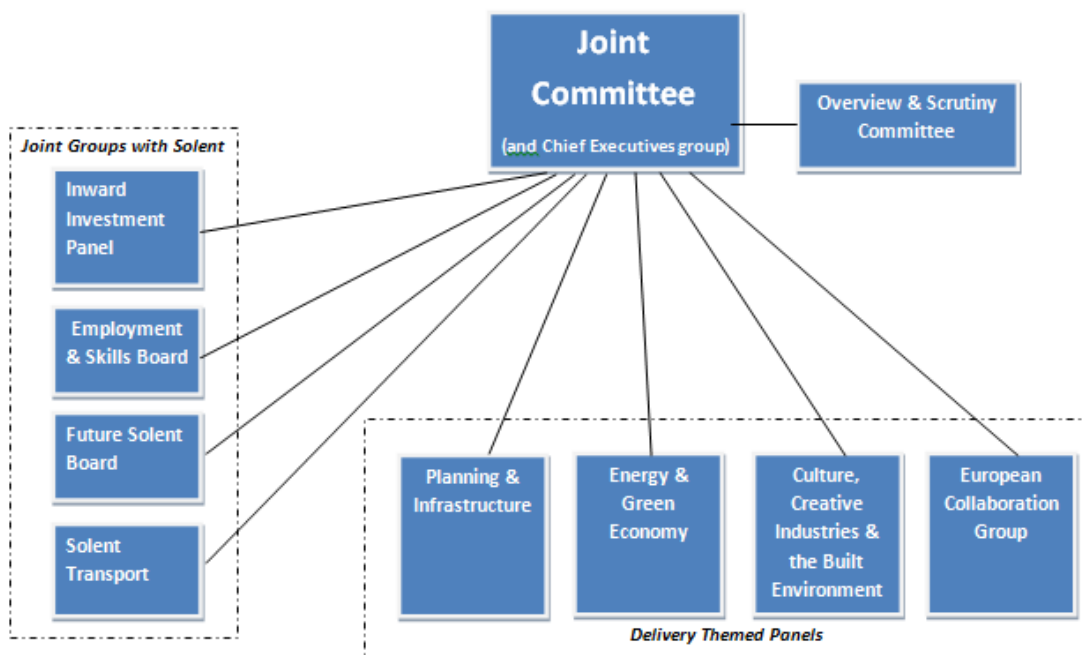 Joint
Committee
(and Chief Executives group)
Overview & Scrutiny
Committee
Joint Groups with Solent
Inward
Investment
Panel
Employment
& Skills Board
Future Solent
Board
Solent
Transport
Planning &
Infrastructure
Energy &
Green
Economy
Culture,
Creative
Industries &
the Built
Environment
European
Collaboration
Group
Delivery Themed Panels